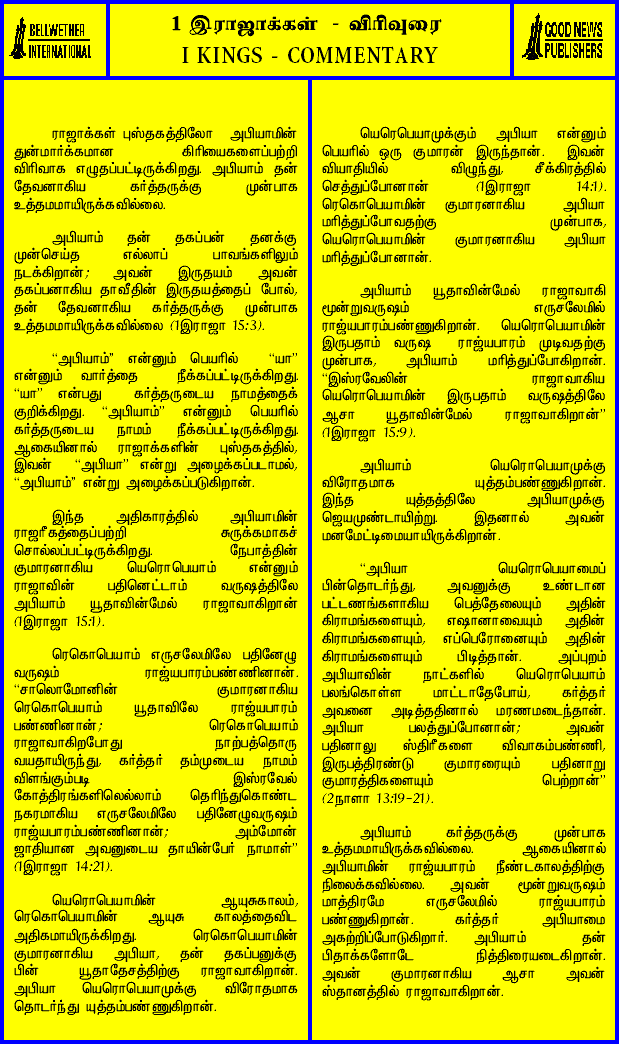 BELLWETHER
INTERNATIONAL
1 இராஜாக்கள் - விரிவுரை
I KINGS - COMMENTARY
GOOD NEWS
PUBLISHERS
ராஜாக்கள் புஸ்தகத்திலோ அபியாமின்
துன்மார்க்கமான கிரியைகளைப்பற்றி
விரிவாக எழுதப்பட்டிருக்கிறது. அபியாம் தன்
தேவனாகிய கர்த்தருக்கு முன்பாக
உத்தமமாயிருக்கவில்லை.
அபியாம் தன் தகப்பன் தனக்கு
முன்செய்த எல்லாப் பாவங்களிலும்
நடக்கிறான்; அவன் இருதயம் அவன்
தகப்பனாகிய தாவீதின் இருதயத்தைப் போல,
தன் தேவனாகிய கர்த்தருக்கு முன்பாக
உத்தமமாயிருக்கவில்லை (1இராஜா 15:3).
“அபியாம்” என்னும் பெயரில் “யா”
என்னும் வார்த்தை நீக்கப்பட்டிருக்கிறது.
“யா” என்பது கர்த்தருடைய நாமத்தைக்
குறிக்கிறது. “அபியாம்” என்னும் பெயரில்
கர்த்தருடைய நாமம் நீக்கப்பட்டிருக்கிறது.
ஆகையினால் ராஜாக்களின் புஸ்தகத்தில்,
இவன் “அபியா” என்று அழைக்கப்படாமல்,
“அபியாம்” என்று அழைக்கப்படுகிறான்.
இந்த அதிகாரத்தில் அபியாமின்
ராஜரீகத்தைப்பற்றி சுருக்கமாகச்
சொல்லப்பட்டிருக்கிறது. நேபாத்தின்
குமாரனாகிய யெரொபெயாம் என்னும்
ராஜாவின் பதினெட்டாம் வருஷத்திலே
அபியாம் யூதாவின்மேல் ராஜாவாகிறான்
(1இராஜா 15:1).
ரெகொபெயாம் எருசலேமிலே பதினேழு
வருஷம் ராஜ்யபாரம்பண்ணினான்.
“சாலொமோனின் குமாரனாகிய
ரெகொபெயாம் யூதாவிலே ராஜ்யபாரம்
பண்ணினான்; ரெகொபெயாம்
ராஜாவாகிறபோது நாற்பத்தொரு
வயதாயிருந்து, கர்த்தர் தம்முடைய நாமம்
விளங்கும்படி இஸ்ரவேல்
கோத்திரங்களிலெல்லாம் தெரிந்துகொண்ட
நகரமாகிய எருசலேமிலே பதினேழுவருஷம்
ராஜ்யபாரம்பண்ணினான்; அம்மோன்
ஜாதியான அவனுடைய தாயின்பேர் நாமாள்”
(1இராஜா 14:21).
யெரொபெயாமின் ஆயுசுகாலம்,
ரெகொபெயாமின் ஆயுசு காலத்தைவிட
அதிகமாயிருக்கிறது. ரெகொபெயாமின்
குமாரனாகிய அபியா, தன் தகப்பனுக்கு
பின் யூதாதேசத்திற்கு ராஜாவாகிறான்.
அபியா யெரொபெயாமுக்கு விரோதமாக
தொடர்ந்து யுத்தம்பண்ணுகிறான்.
யெரெபெயாமுக்கும் அபியா என்னும்
பெயரில் ஒரு குமாரன் இருந்தான். இவன்
வியாதியில் விழுந்து, சீக்கிரத்தில்
செத்துப்போனான் (1இராஜா 14:1).
ரெகொபெயாமின் குமாரனாகிய அபியா
மரித்துப்போவதற்கு முன்பாக,
யெரொபெயாமின் குமாரனாகிய அபியா
மரித்துப்போனான்.
அபியாம் யூதாவின்மேல் ராஜாவாகி
மூன்றுவருஷம் எருசலேமில்
ராஜ்யபாரம்பண்ணுகிறான். யெரொபெயாமின்
இருபதாம் வருஷ ராஜ்யபாரம் முடிவதற்கு
முன்பாக, அபியாம் மரித்துப்போகிறான்.
“இஸ்ரவேலின் ராஜாவாகிய
யெரொபெயாமின் இருபதாம் வருஷத்திலே
ஆசா யூதாவின்மேல் ராஜாவாகிறான்”
(1இராஜா 15:9).
அபியாம் யெரொபெயாமுக்கு
விரோதமாக யுத்தம்பண்ணுகிறான்.
இந்த யுத்தத்திலே அபியாமுக்கு
ஜெயமுண்டாயிற்று. இதனால் அவன்
மனமேட்டிமையாயிருக்கிறான்.
“அபியா யெரொபெயாமைப்
பின்தொடர்ந்து, அவனுக்கு உண்டான
பட்டணங்களாகிய பெத்தேலையும் அதின்
கிராமங்களையும், எஷானாவையும் அதின்
கிராமங்களையும், எப்பெரோனையும் அதின்
கிராமங்களையும் பிடித்தான். அப்புறம்
அபியாவின் நாட்களில் யெரொபெயாம்
பலங்கொள்ள மாட்டாதேபோய், கர்த்தர்
அவனை அடித்ததினால் மரணமடைந்தான்.
அபியா பலத்துப்போனான்; அவன்
பதினாலு ஸ்திரீகளை விவாகம்பண்ணி,
இருபத்திரண்டு குமாரரையும் பதினாறு
குமாரத்திகளையும் பெற்றான்”
(2நாளா 13:19-21).
அபியாம் கர்த்தருக்கு முன்பாக
உத்தமமாயிருக்கவில்லை. ஆகையினால்
அபியாமின் ராஜ்யபாரம் நீண்டகாலத்திற்கு
நிலைக்கவில்லை. அவன் மூன்றுவருஷம்
மாத்திரமே எருசலேமில் ராஜ்யபாரம்
பண்ணுகிறான். கர்த்தர் அபியாமை
அகற்றிப்போடுகிறார். அபியாம் தன்
பிதாக்களோடே நித்திரையடைகிறான்.
அவன் குமாரனாகிய ஆசா அவன்
ஸ்தானத்தில் ராஜாவாகிறான்.